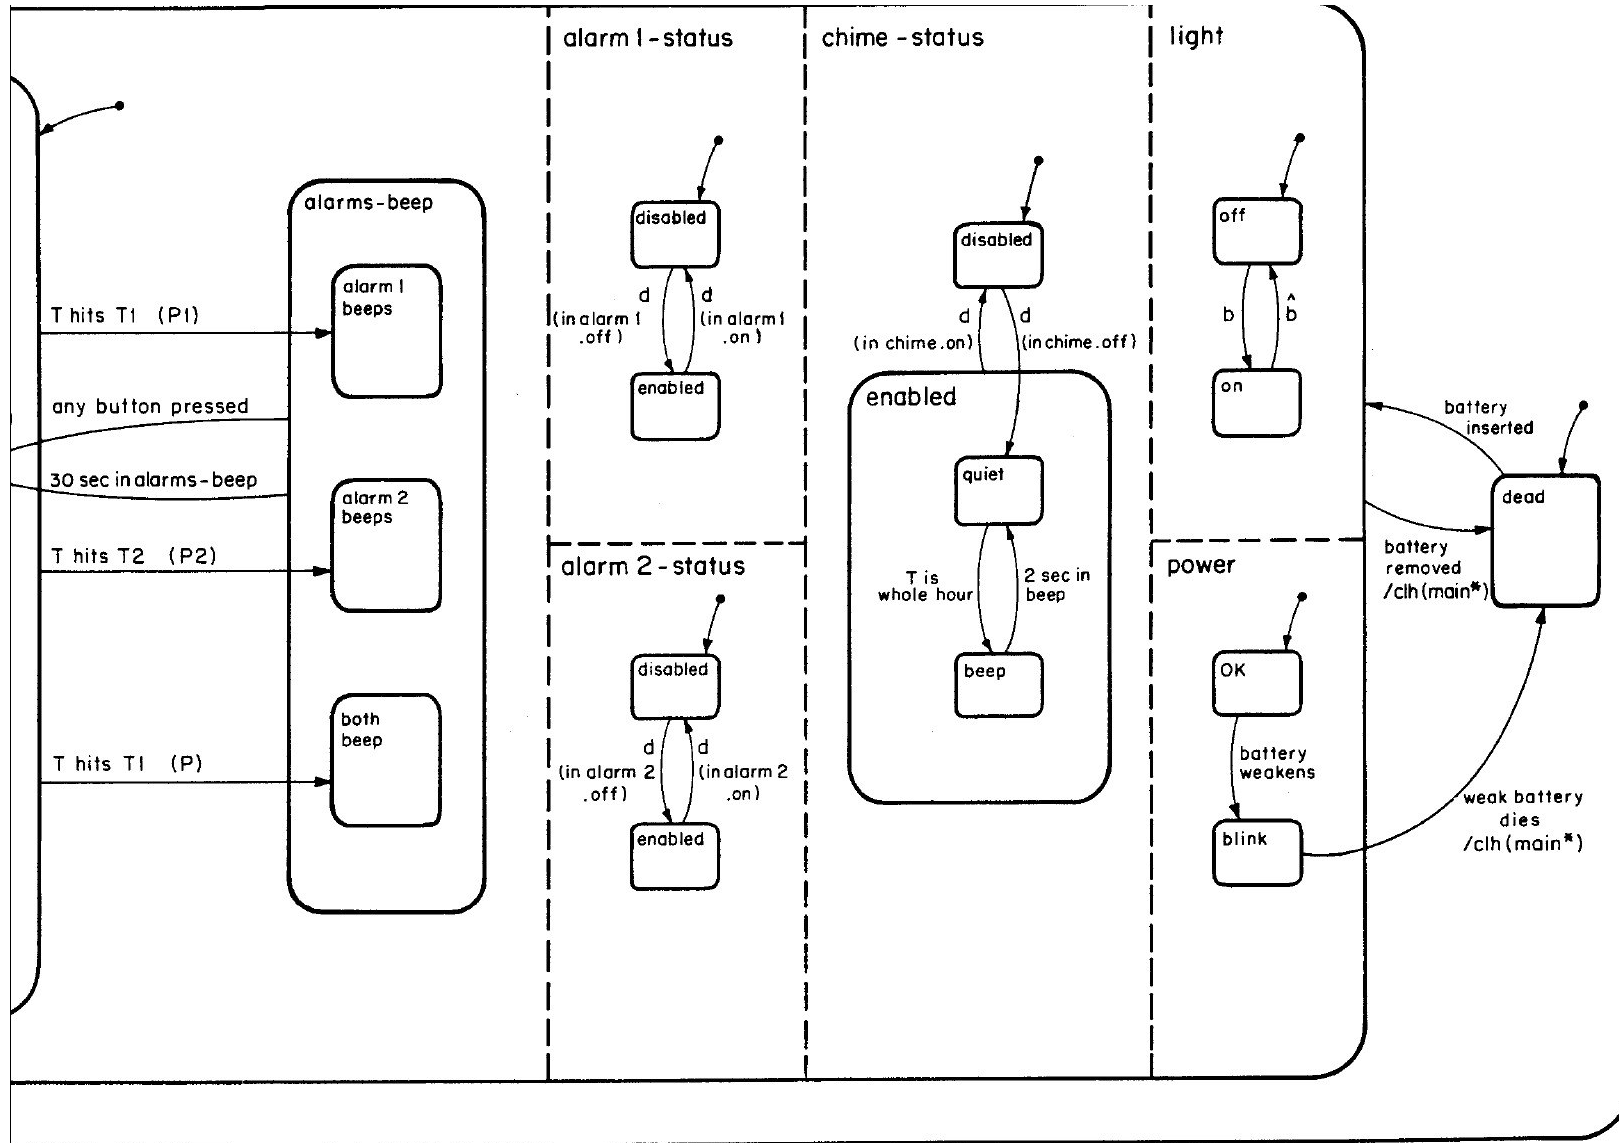 alarms-beep
alarm 1
beeps
T hits T1 (P1)
any button pressed
30 sec in alarms-beep
alarm 2
beeps
T hits T2 (P2)
both
beep
T hits T1 (P)
alarm 1-status
disabled
d
(in alarm 1
.off)
d
(in alarm 1
.on)
enabled
alarm 2-status
disabled
d
(in alarm 2
.off)
d
(in alarm 2
.on)
enabled
chime-status
disabled
d
(in chime.on)
d
(in chime.off)
enabled
quiet
T is
whole hour
2 sec in
beep
beep
light
off
b
b̂
on
power
OK
battery
weakens
blink
battery
inserted
dead
battery
removed
/clh(main*)
weak battery
dies
/clh(main*)